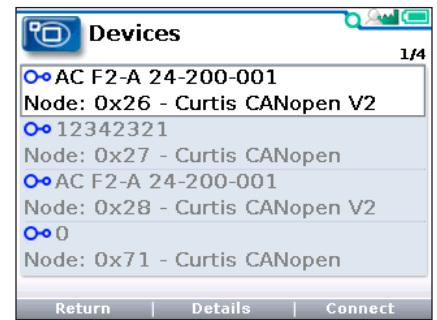 Devices
1/4
AC F2-A 24-200-001
Node: 0x26 - Curtis CANopen V2
12342321
Node: 0x27 - Curtis CANopen
AC F2-A 24-200-001
Node: 0x28 - Curtis CANopen V2
0
Node: 0x71 - Curtis CANopen
Return | Details | Connect